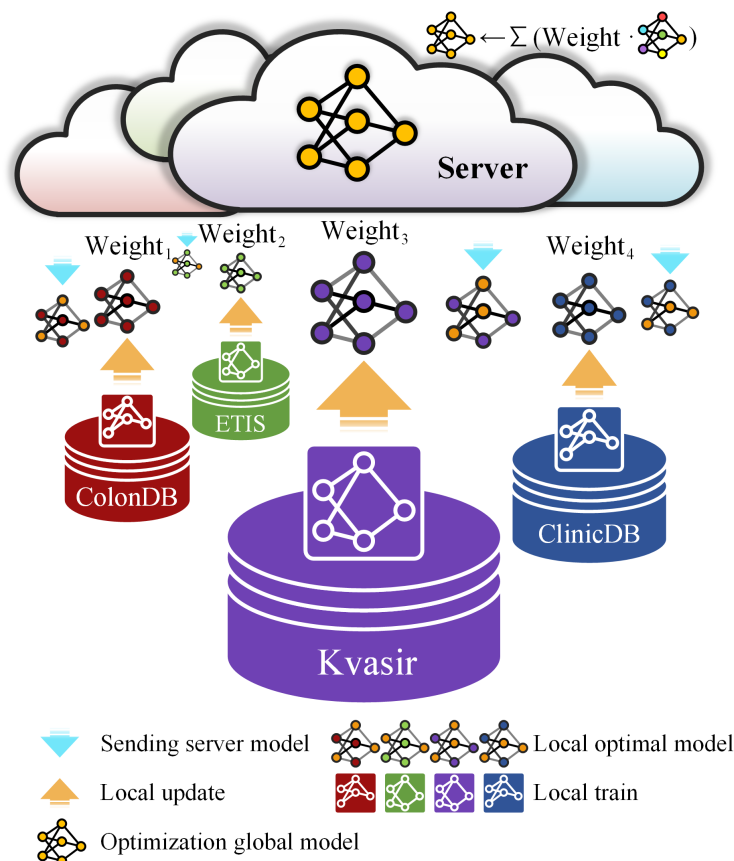 ← Σ (Weight · )
Server
Weight₁
Weight₂
Weight₃
Weight₄
ETIS
ColonDB
ClinicDB
Kvasir
Sending server model
Local optimal model
Local update
Local train
Optimization global model